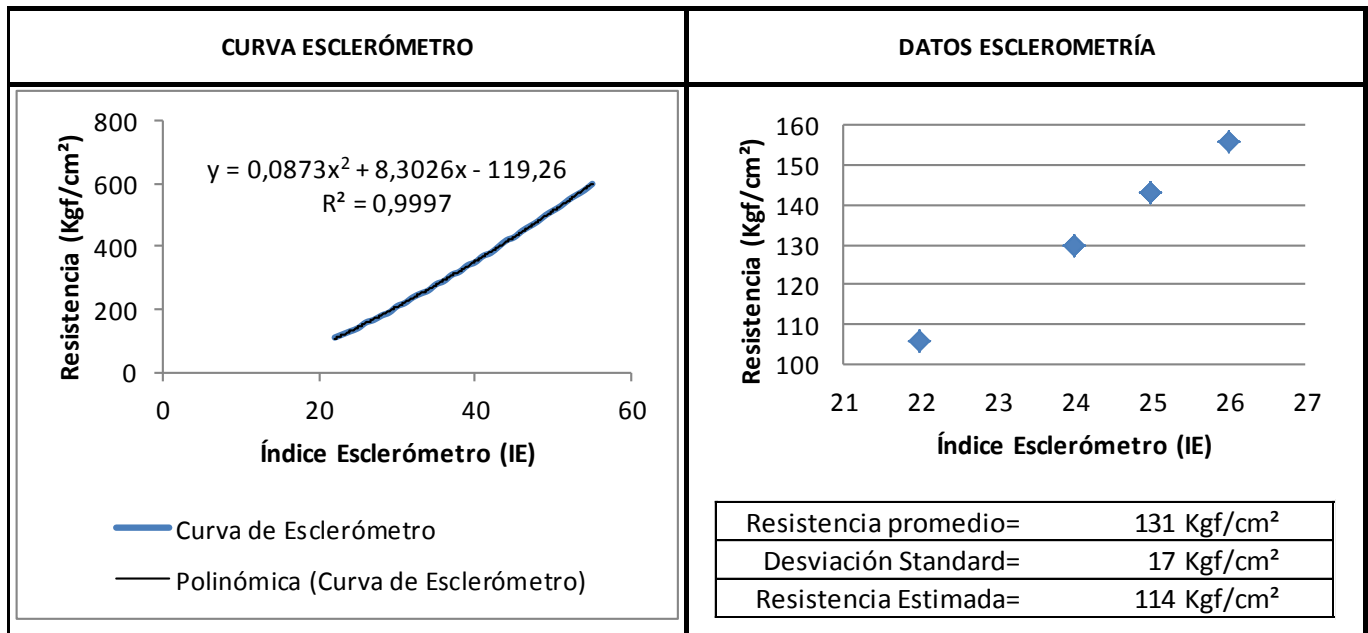 CURVA ESCLERÓMETRO
DATOS ESCLEROMETRÍA
Resistencia (Kgf/cm²)
800
600
400
200
0
y = 0,0873x² + 8,3026x - 119,26
R² = 0,9997
0 20 40 60
Índice Esclerómetro (IE)
Curva de Esclerómetro
Polinómica (Curva de Esclerómetro)
Resistencia (Kgf/cm²)
160
150
140
130
120
110
100
21 22 23 24 25 26 27
Índice Esclerómetro (IE)
Resistencia promedio= 131 Kgf/cm²
Desviación Standard= 17 Kgf/cm²
Resistencia Estimada= 114 Kgf/cm²